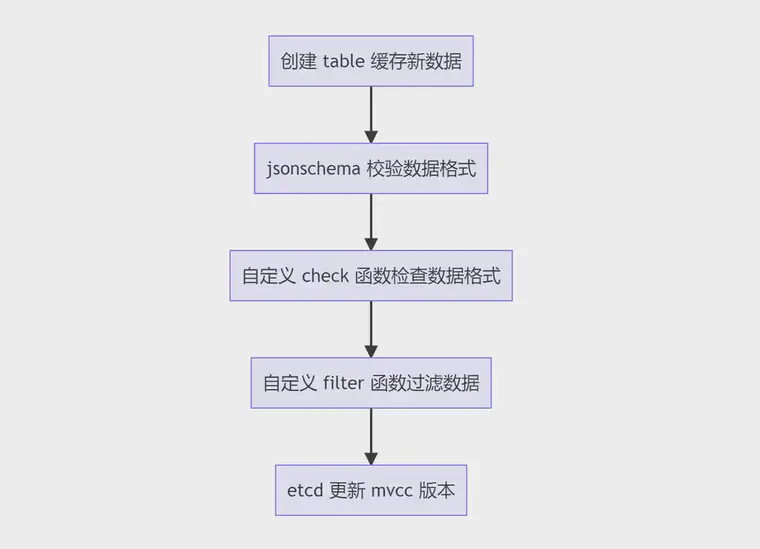 创建 table 缓存新数据
jsonschema 校验数据格式
自定义 check 函数检查数据格式
自定义 filter 函数过滤数据
etcd 更新 mvcc 版本